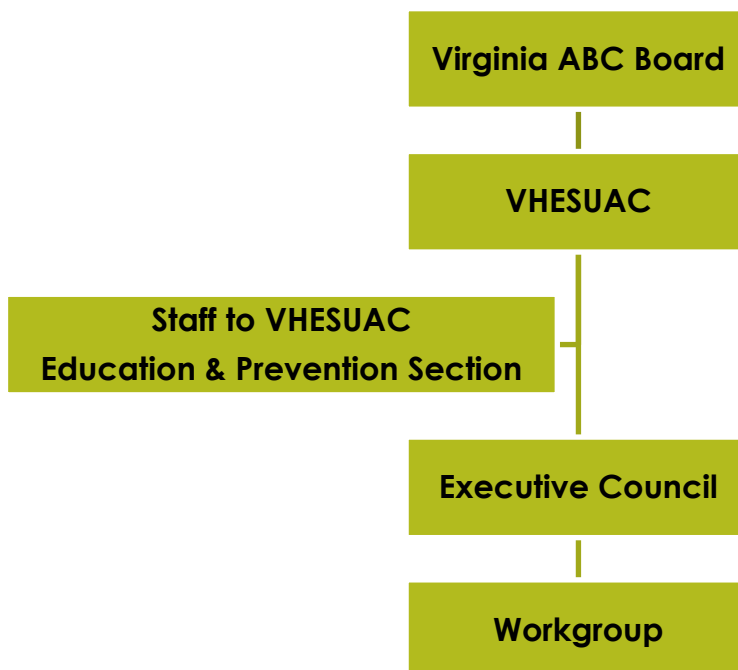 Virginia ABC Board
VHESUAC
Staff to VHESUAC
Education & Prevention Section
Executive Council
Workgroup